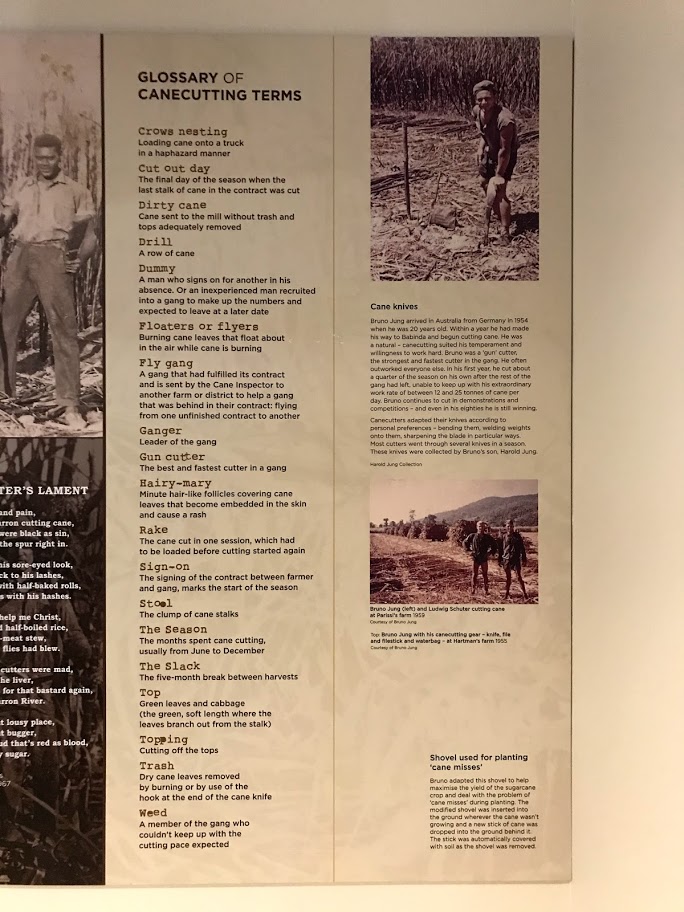 TER'S LAMENT
and pain,
arron cutting cane,
were black as sin,
the spur right in.
his sore-eyed look,
ck to his lashes,
with half-baked rolls,
s with his hashes.
help me Christ,
d half-boiled rice,
-meat stew,
flies had blew.
cutters were mad,
he liver,
for that bastard again,
arron River.
t lousy place,
t bugger,
ud that's red as blood,
y sugar.
s
GLOSSARY OF
CANECUTTING TERMS
Crows nesting
Loading cane onto a truck
in a haphazard manner
Cut out day
The final day of the season when the
last stalk of cane in the contract was cut
Dirty cane
Cane sent to the mill without trash and
tops adequately removed
Drill
A row of cane
Dummy
A man who signs on for another in his
absence. Or an inexperienced man recruited
into a gang to make up the numbers and
expected to leave at a later date
Floaters or flyers
Burning cane leaves that float about
in the air while cane is burning
Fly gang
A gang that had fulfilled its contract
and is sent by the Cane Inspector to
another farm or district to help a gang
that was behind in their contract: flying
from one unfinished contract to another
Ganger
Leader of the gang
Gun cutter
The best and fastest cutter in a gang
Hairy-mary
Minute hair-like follicles covering cane
leaves that become embedded in the skin
and cause a rash
Rake
The cane cut in one session, which had
to be loaded before cutting started again
Sign-on
The signing of the contract between farmer
and gang, marks the start of the season
Stool
The clump of cane stalks
The Season
The months spent cane cutting,
usually from June to December
The Slack
The five-month break between harvests
Top
Green leaves and cabbage
(the green, soft length where the
leaves branch out from the stalk)
Topping
Cutting off the tops
Trash
Dry cane leaves removed
by burning or by use of the
hook at the end of the cane knife
Weed
A member of the gang who
couldn't keep up with the
cutting pace expected
Cane knives
Bruno Jung arrived in Australia from Germany in 1954
when he was 20 years old. Within a year he had made
his way to Babinda and begun cutting cane. He was
a natural – canecutting suited his temperament and
willingness to work hard. Bruno was a 'gun' cutter,
the strongest and fastest cutter in the gang. He often
outworked everyone else. In his first year, he cut about
a quarter of the season on his own after the rest of the
gang had left, unable to keep up with his extraordinary
work rate of between 12 and 25 tonnes of cane per
day. Bruno continues to cut in demonstrations and
competitions – and even in his eighties he is still winning.
Canecutters adapted their knives according to
personal preferences – bending them, welding weights
onto them, sharpening the blade in particular ways.
Most cutters went through several knives in a season.
These knives were collected by Bruno's son, Harold Jung.
Harold Jung Collection
Bruno Jung (left) and Ludwig Schuter cutting cane
at Parissi's farm 1959
Courtesy of Bruno Jung
Top: Bruno Jung with his canecutting gear – knife, file
and filestick and waterbag – at Hartman's farm 1955
Courtesy of Bruno Jung
Shovel used for planting
'cane misses'
Bruno adapted this shovel to help
maximise the yield of the sugarcane
crop and deal with the problem of
'cane misses' during planting. The
modified shovel was inserted into
the ground wherever the cane wasn't
growing and a new stick of cane was
dropped into the ground behind it.
The stick was automatically covered
with soil as the shovel was removed.